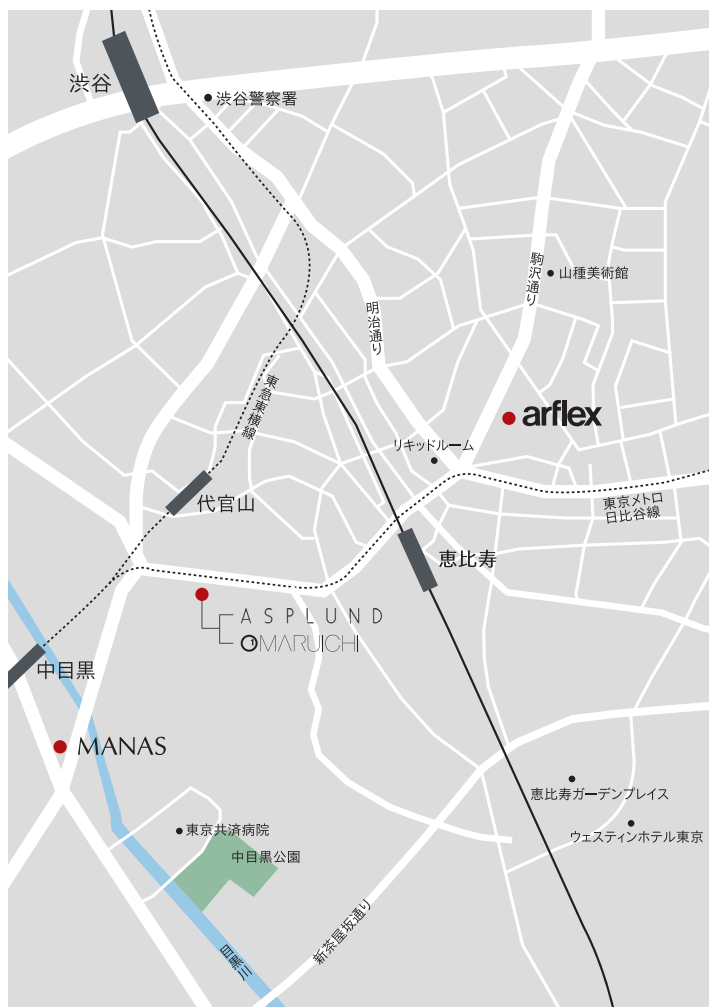 渋谷
渋谷警察署
駒沢通り
山種美術館
明治通り
東急東横線
arflex
リキッドルーム
代官山
東京メトロ
日比谷線
恵比寿
ASPLUND
MARUICHI
中目黒
MANAS
恵比寿ガーデンプレイス
東京共済病院
ウェスティンホテル東京
中目黒公園
新茶屋坂通り
目黒川